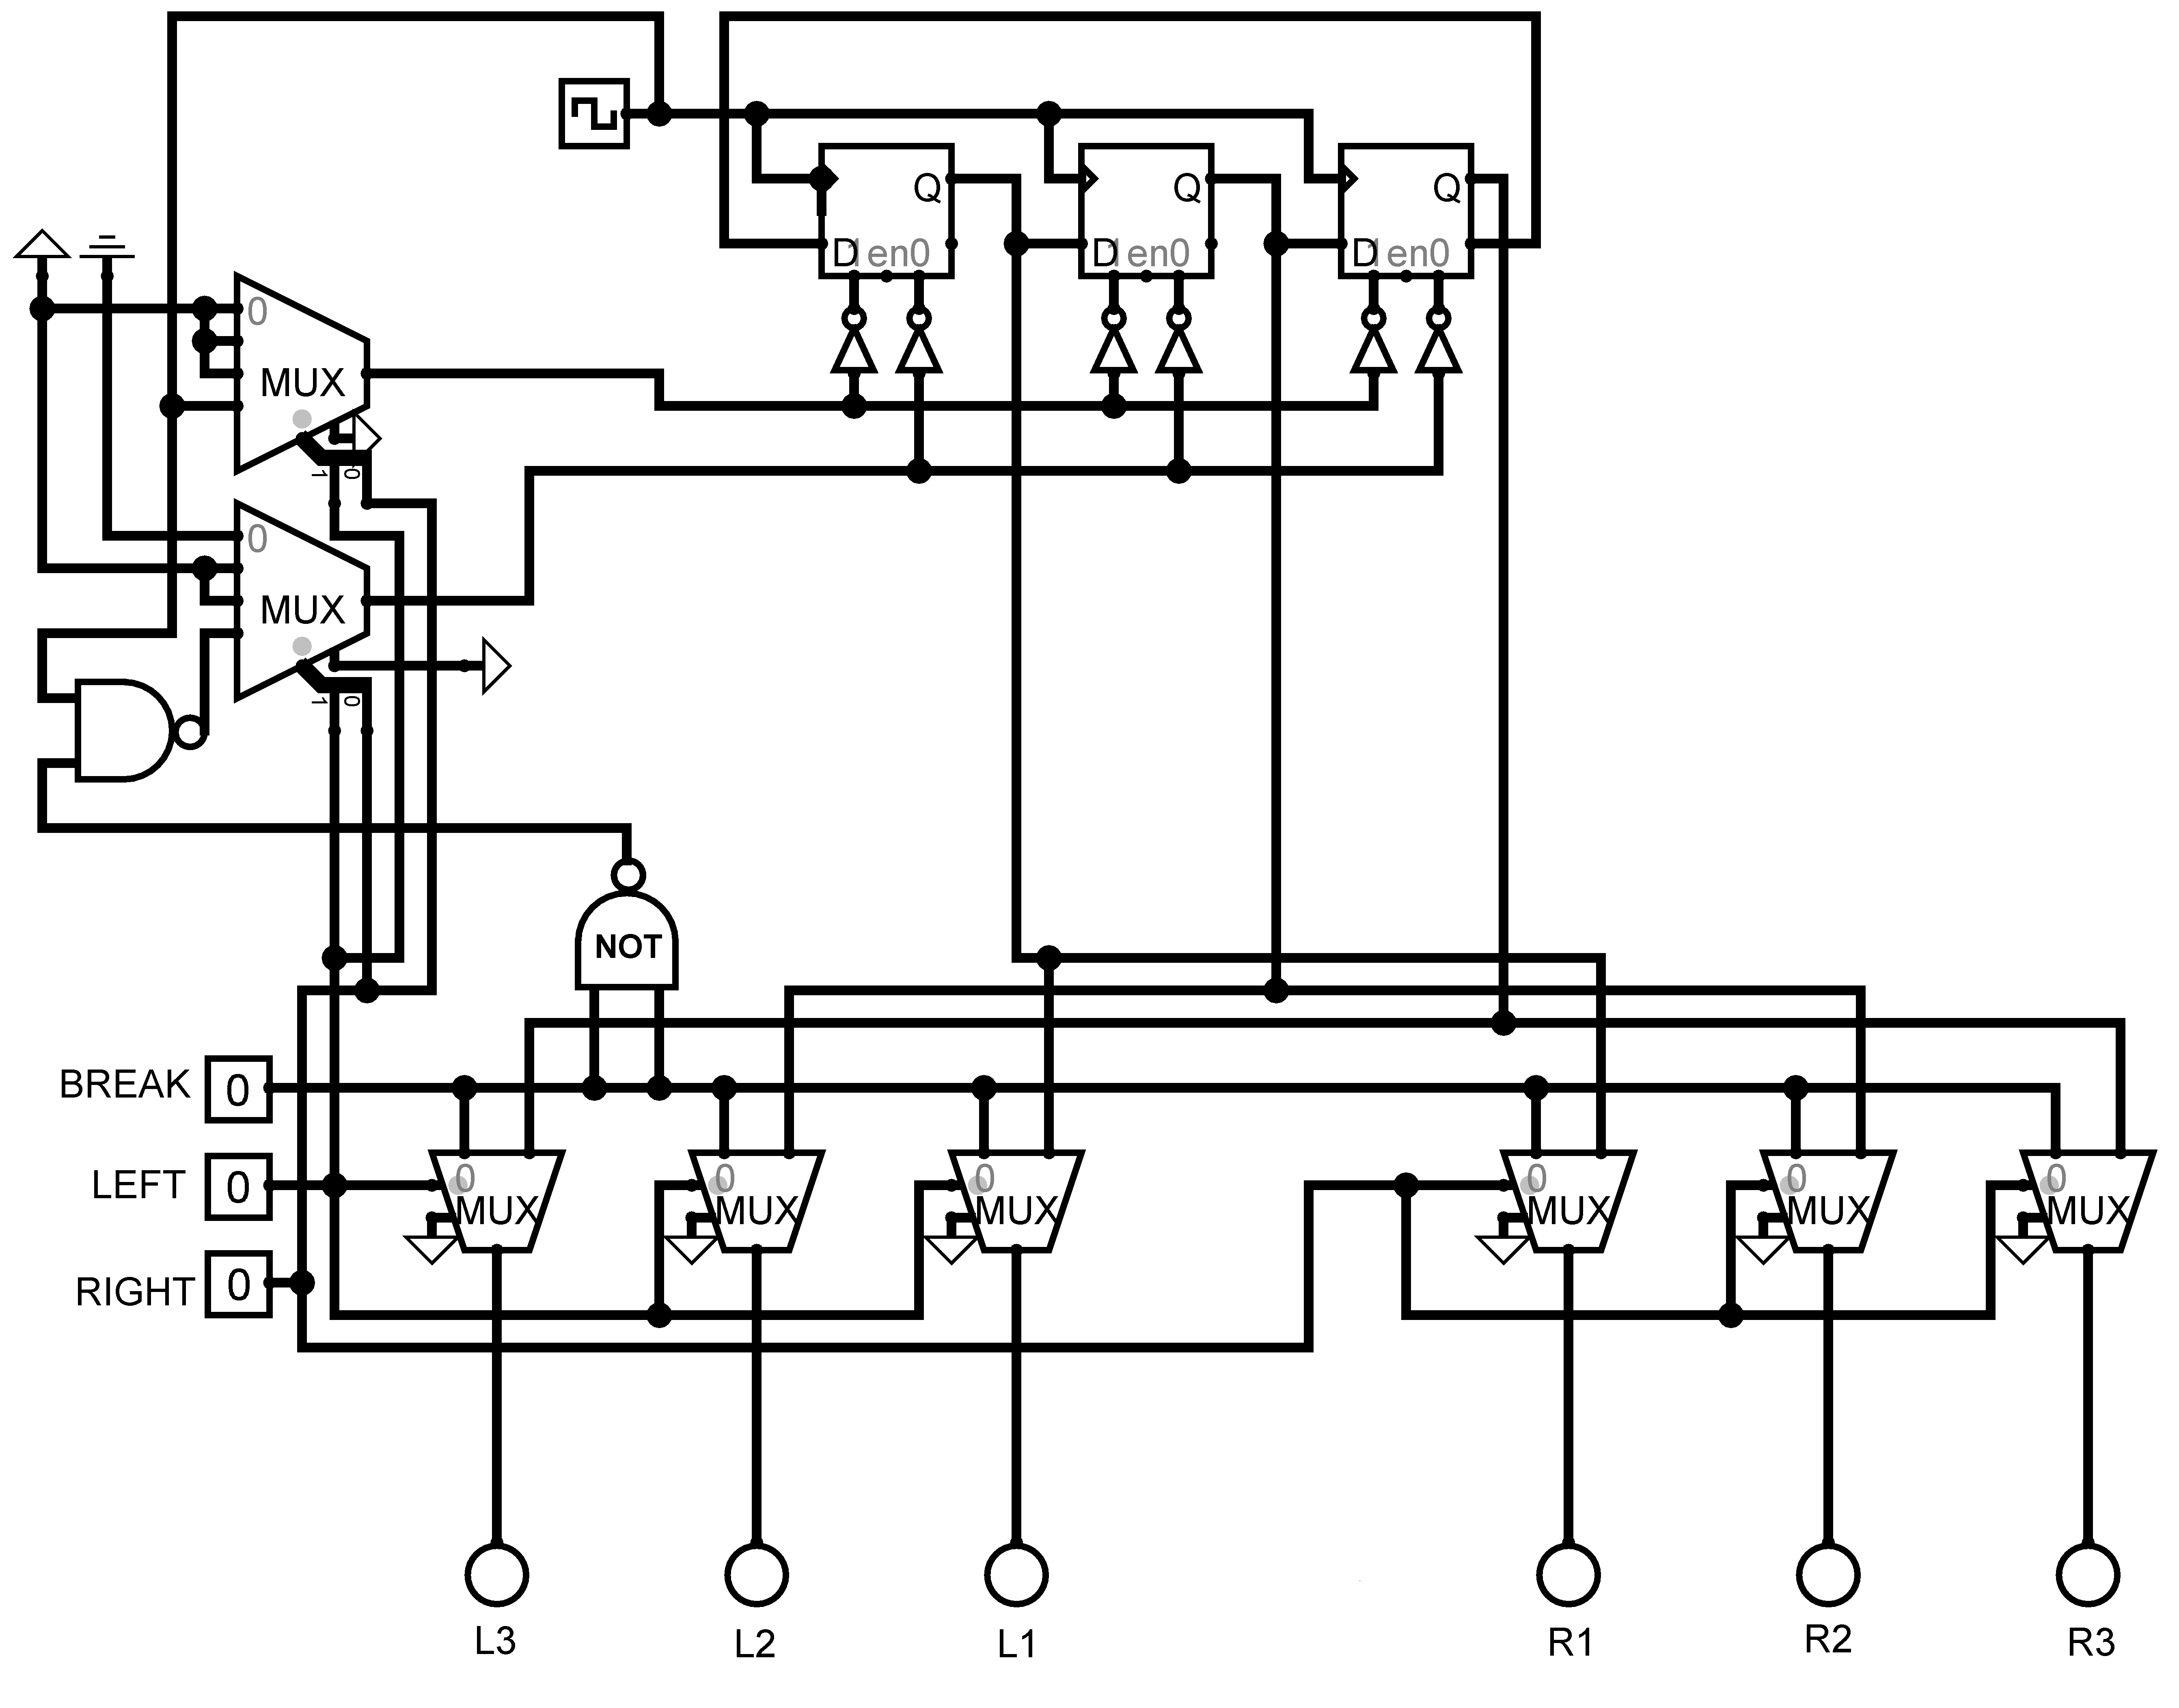 Q Q Q
D 1 en 0 D 1 en 0 D 1 en 0
0
MUX
1 0
0
MUX
1 0
NOT
BREAK 0
LEFT 0
RIGHT 0
0 0 0 0 0 0
MUX MUX MUX MUX MUX MUX
L3 L2 L1 R1 R2 R3